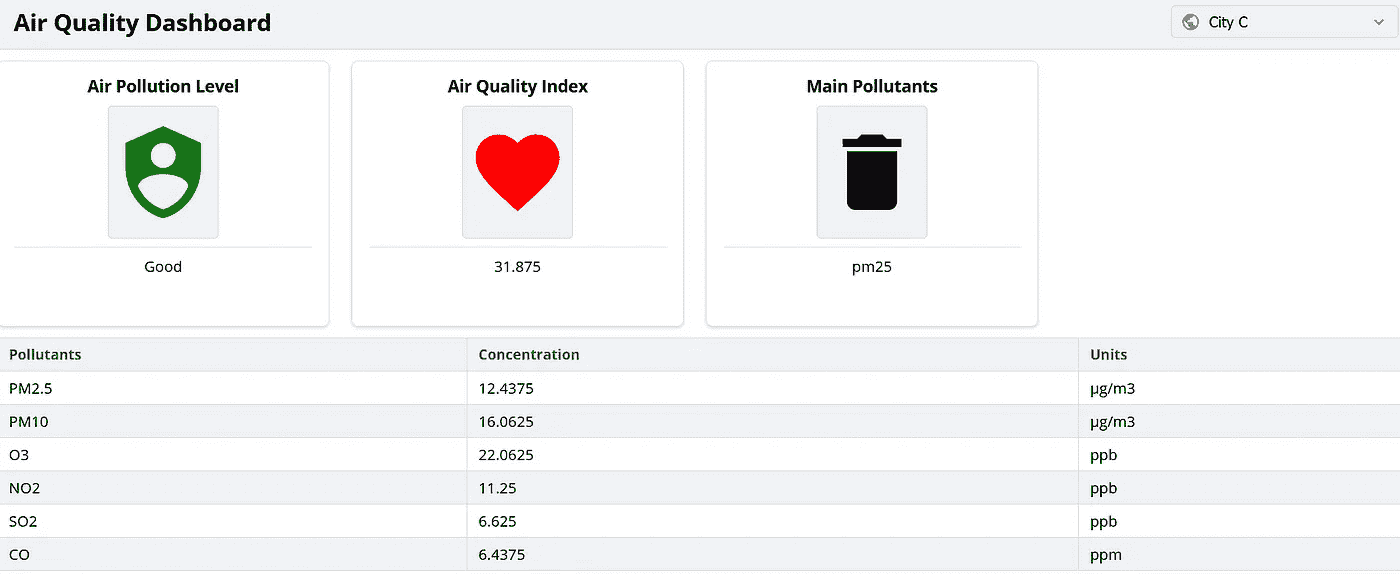 Air Quality Dashboard
City C
Air Pollution Level
Air Quality Index
Main Pollutants
Good
31.875
pm25
Pollutants Concentration Units
PM2.5 12.4375 µg/m3
PM10 16.0625 µg/m3
O3 22.0625 ppb
NO2 11.25 ppb
SO2 6.625 ppb
CO 6.4375 ppm